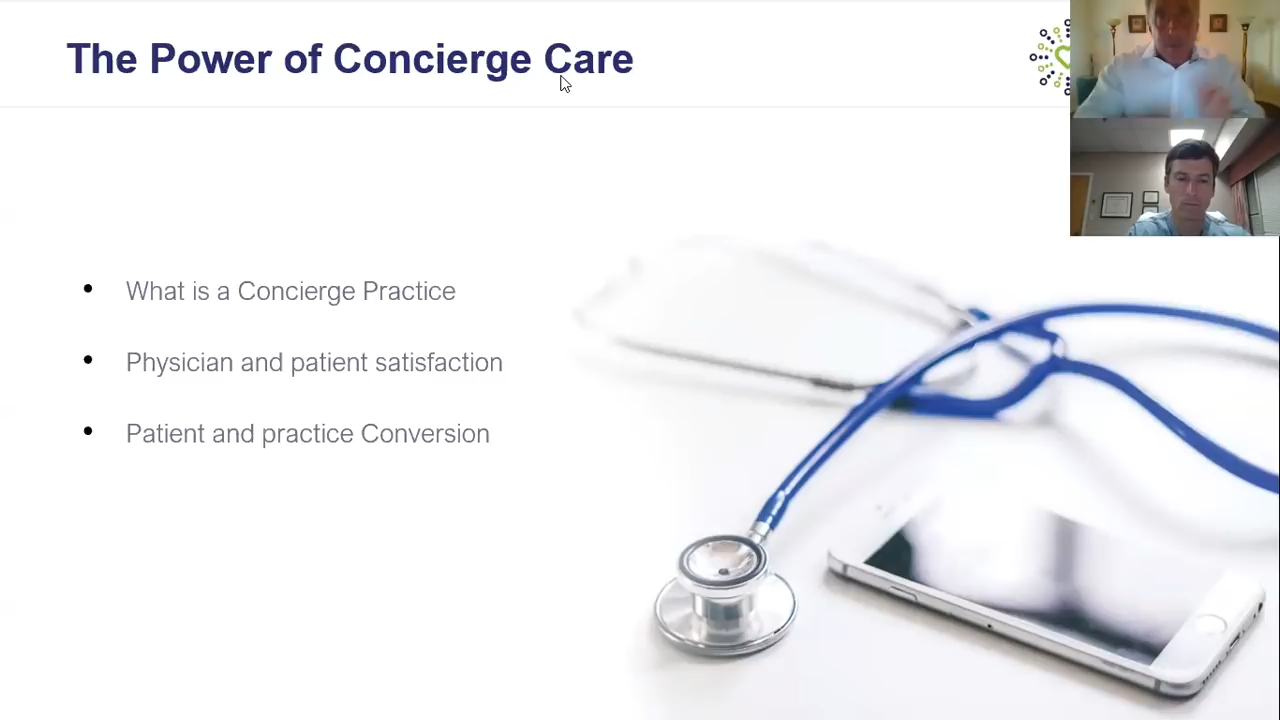 The Power of Concierge Care
What is a Concierge Practice
Physician and patient satisfaction
Patient and practice Conversion